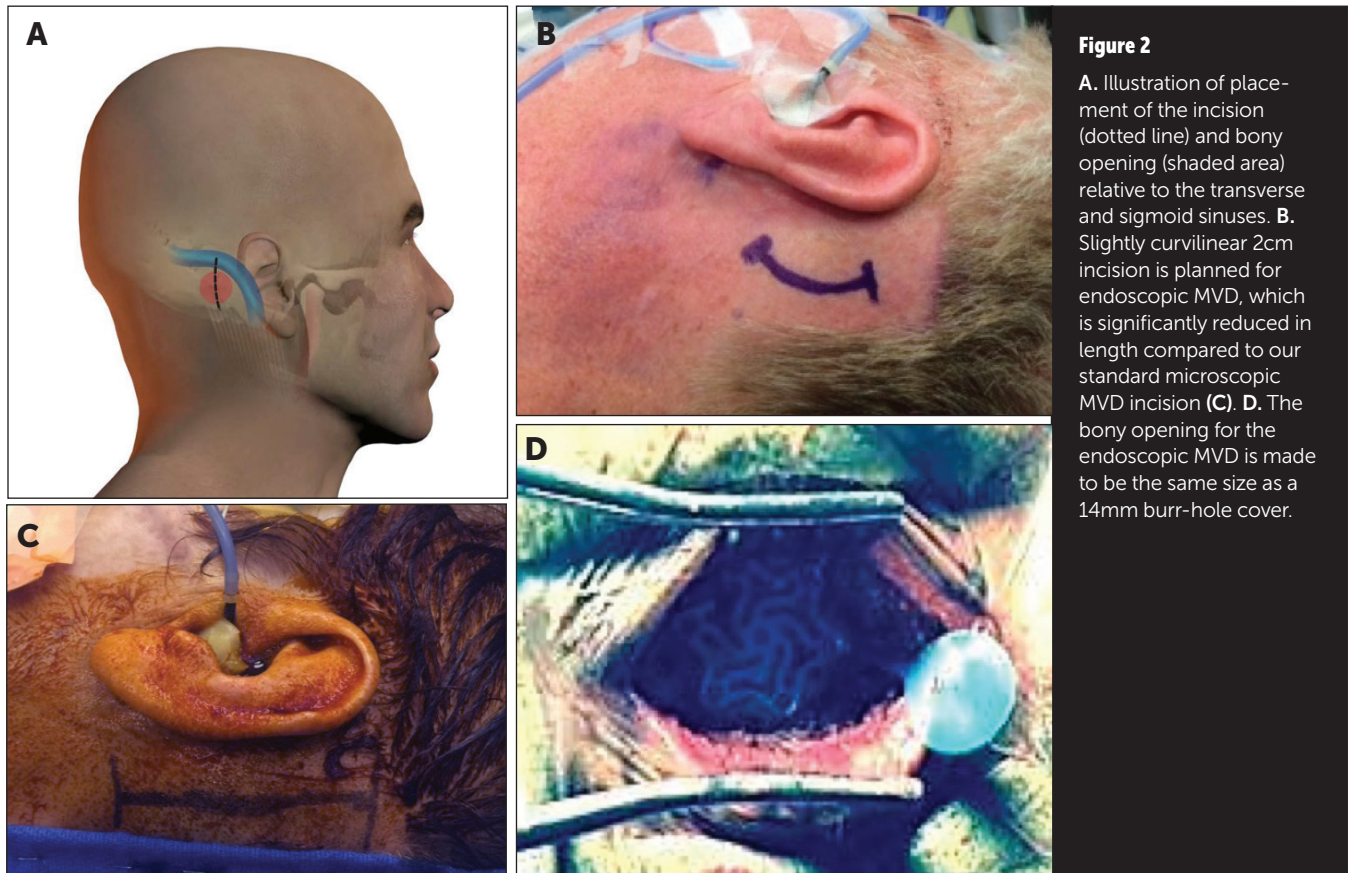 A
B
C
D
Figure 2
A. Illustration of place-
ment of the incision
(dotted line) and bony
opening (shaded area)
relative to the transverse
and sigmoid sinuses. B.
Slightly curvilinear 2cm
incision is planned for
endoscopic MVD, which
is significantly reduced in
length compared to our
standard microscopic
MVD incision (C). D. The
bony opening for the
endoscopic MVD is made
to be the same size as a
14mm burr-hole cover.